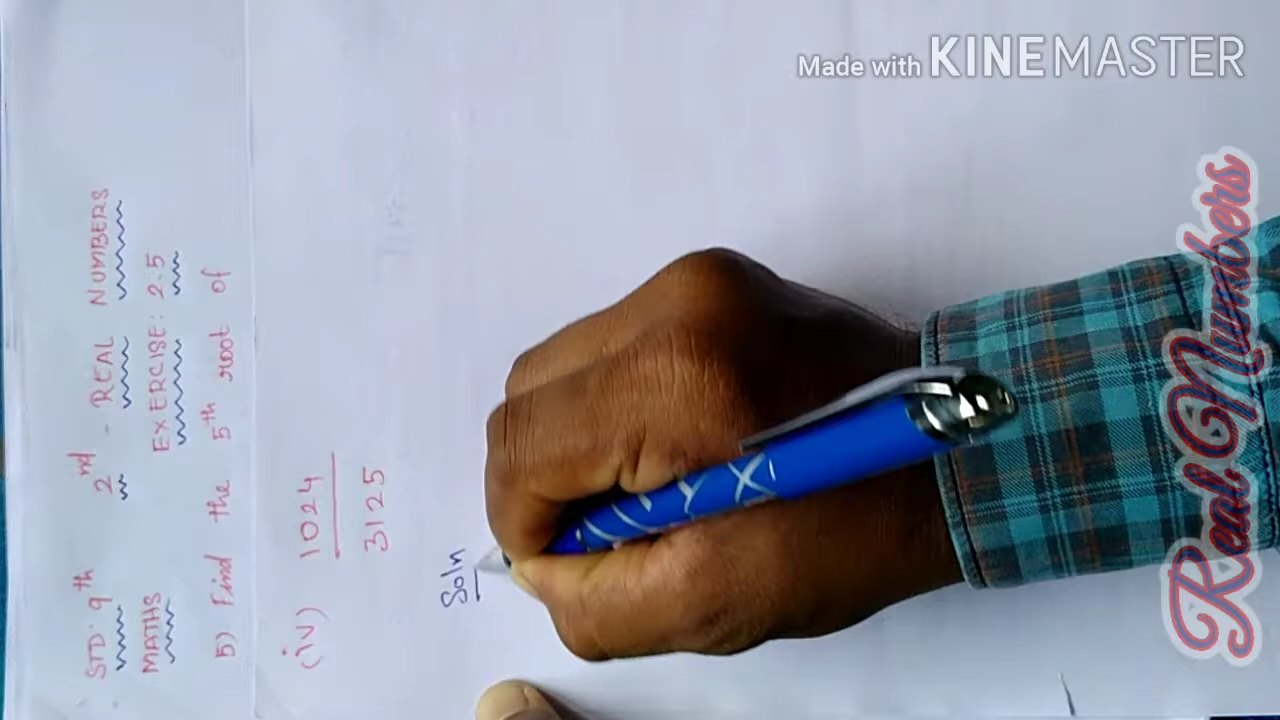 STD: 9th 2nd - REAL NUMBERS
MATHS EXERCISE: 2.5
5) Find the 5th root of
(iv) 1024
3125
Soln
Made with KINEMASTER
Real Numbers